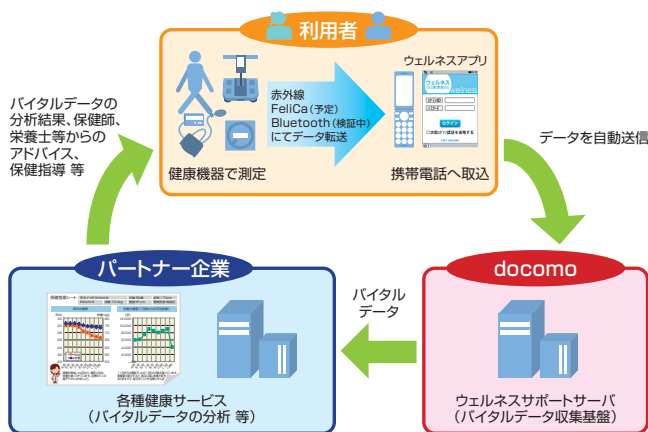 利用者
ウェルネスアプリ
赤外線
FeliCa（予定）
Bluetooth（検証中）
にてデータ転送
ウェルネス
wellness
ログイン
健康機器で測定
携帯電話へ取込
バイタルデータの
分析結果、保健師、
栄養士等からの
アドバイス、
保健指導 等
データを自動送信
パートナー企業
docomo
バイタル
データ
各種健康サービス
（バイタルデータの分析 等）
ウェルネスサポートサーバ
（バイタルデータ収集基盤）